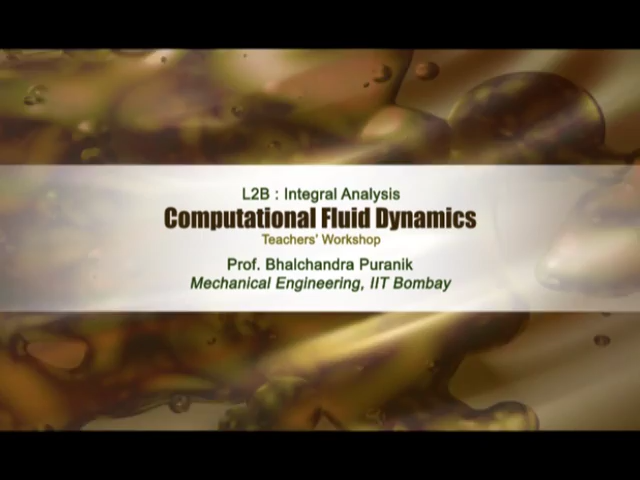 L2B : Integral Analysis
Computational Fluid Dynamics
Teachers' Workshop
Prof. Bhalchandra Puranik
Mechanical Engineering, IIT Bombay